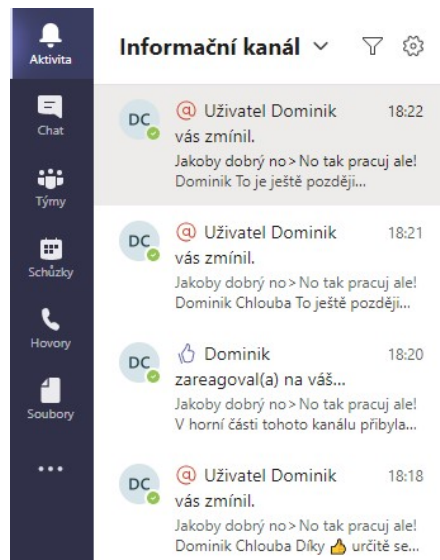 Aktivita
Chat
Týmy
Schůzky
Hovory
Soubory
Informační kanál
DC
Uživatel Dominik 18:22
vás zmínil.
Jakoby dobrý no > No tak pracuj ale!
Dominik To je ještě později...
DC
Uživatel Dominik 18:21
vás zmínil.
Jakoby dobrý no > No tak pracuj ale!
Dominik Chlouba To ještě později...
DC
Dominik 18:20
zareagoval(a) na váš...
Jakoby dobrý no > No tak pracuj ale!
V horní části tohoto kanálu přibyla...
DC
Uživatel Dominik 18:18
vás zmínil.
Jakoby dobrý no > No tak pracuj ale!
Dominik Chlouba Díky 👍 určitě se...